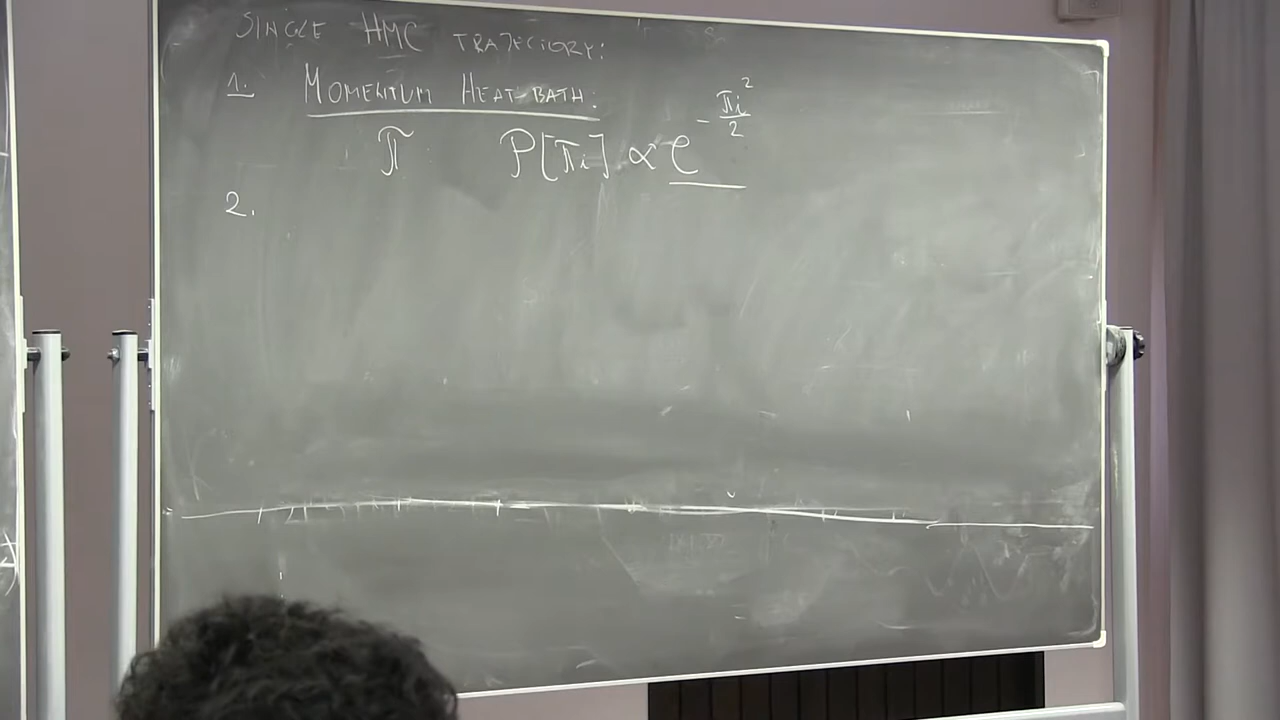 SINGLE HMC TRAJECTORY:
1. MOMENTUM HEAT-BATH:
π P[πi] ∝ e^{-πi²/2}
2.